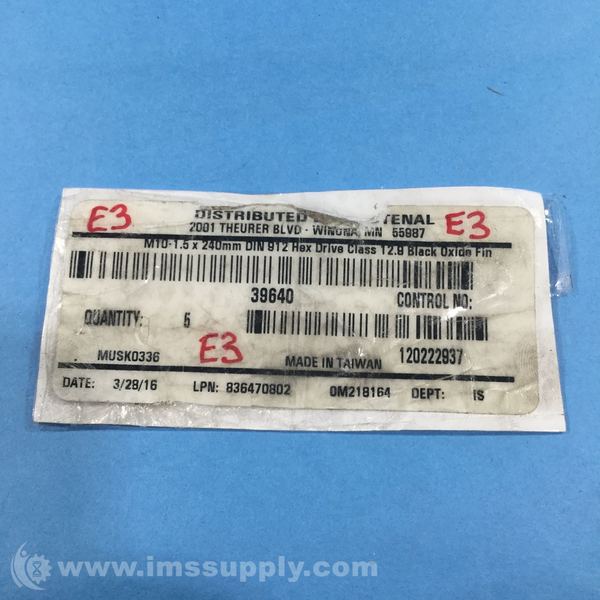 E3 DISTRIBUTED TENAL E3
2001 THEURER BLVD - WINONA, MN 55987
M10-1.5 x 240mm DIN 912 Hex Drive Class 12.9 Black Oxide Fin
39640 CONTROL NO:
QUANTITY: 5
MUSK0336 E3 MADE IN TAIWAN 120222937
DATE: 3/28/16 LPN: 836470802 0M218164 DEPT: IS
www.imssupply.com